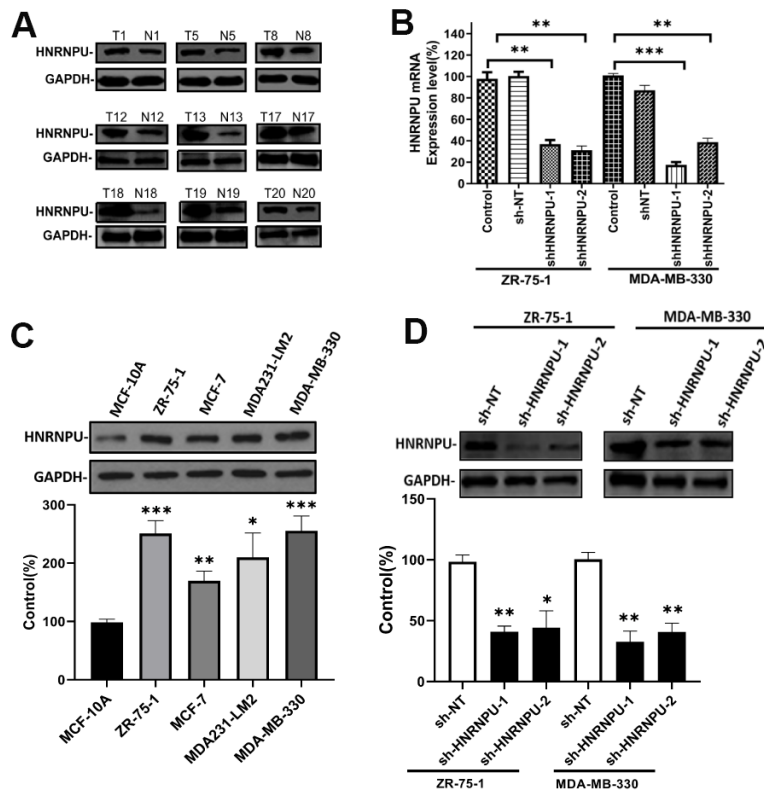 A
T1 N1 T5 N5 T8 N8
HNRNPU-
GAPDH-
T12 N12 T13 N13 T17 N17
HNRNPU-
GAPDH-
T18 N18 T19 N19 T20 N20
HNRNPU-
GAPDH-
B
HNRNPU mRNA
Expression level(%)
140
120
100
80
60
40
20
0
** ** *** **
Control
sh-NT
shHNRNPU-1
shHNRNPU-2
Control
shNT
shHNRNPU-1
shHNRNPU-2
ZR-75-1 MDA-MB-330
C
MCF-10A
ZR-75-1
MCF-7
MDA231-LM2
MDA-MB-330
HNRNPU-
GAPDH-
Control(%)
300
200
100
0
*** ** * ***
MCF-10A
ZR-75-1
MCF-7
MDA231-LM2
MDA-MB-330
D
ZR-75-1 MDA-MB-330
sh-NT
sh-HNRNPU-1
sh-HNRNPU-2
sh-NT
sh-HNRNPU-1
sh-HNRNPU-2
HNRNPU-
GAPDH-
Control(%)
150
100
50
0
** * ** **
sh-NT
sh-HNRNPU-1
sh-HNRNPU-2
sh-NT
sh-HNRNPU-1
sh-HNRNPU-2
ZR-75-1 MDA-MB-330